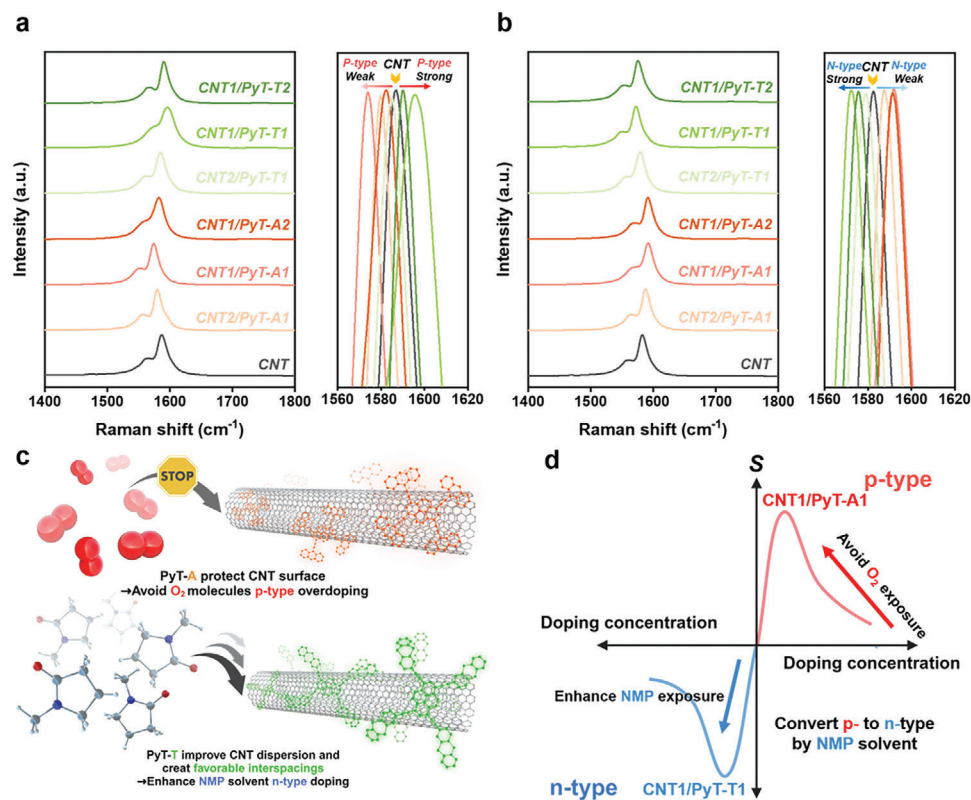 a
Intensity (a.u.)
CNT1/PyT-T2
CNT1/PyT-T1
CNT2/PyT-T1
CNT1/PyT-A2
CNT1/PyT-A1
CNT2/PyT-A1
CNT
1400 1500 1600 1700 1800
Raman shift (cm⁻¹)
P-type CNT P-type
Weak Strong
1560 1580 1600 1620
b
Intensity (a.u.)
CNT1/PyT-T2
CNT1/PyT-T1
CNT2/PyT-T1
CNT1/PyT-A2
CNT1/PyT-A1
CNT2/PyT-A1
CNT
1400 1500 1600 1700 1800
Raman shift (cm⁻¹)
N-type CNT N-type
Strong Weak
1560 1580 1600 1620
c
STOP
PyT-A protect CNT surface
→Avoid O₂ molecules p-type overdoping
PyT-T improve CNT dispersion and
creat favorable interspacings
→Enhance NMP solvent n-type doping
d
S
p-type
CNT1/PyT-A1
Avoid O₂ exposure
Doping concentration
Doping concentration
Enhance NMP exposure
Convert p- to n-type
by NMP solvent
n-type
CNT1/PyT-T1